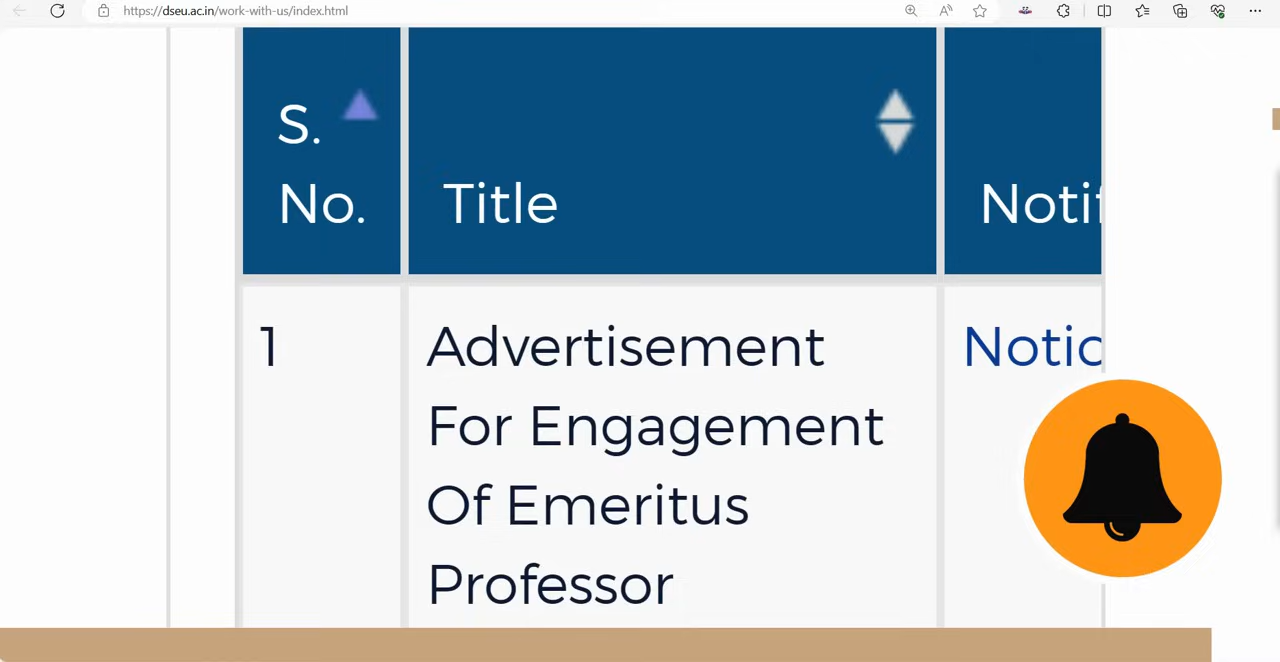 https://dseu.ac.in/work-with-us/index.html
S.
No.
Title
1
Advertisement
For Engagement
Of Emeritus
Professor